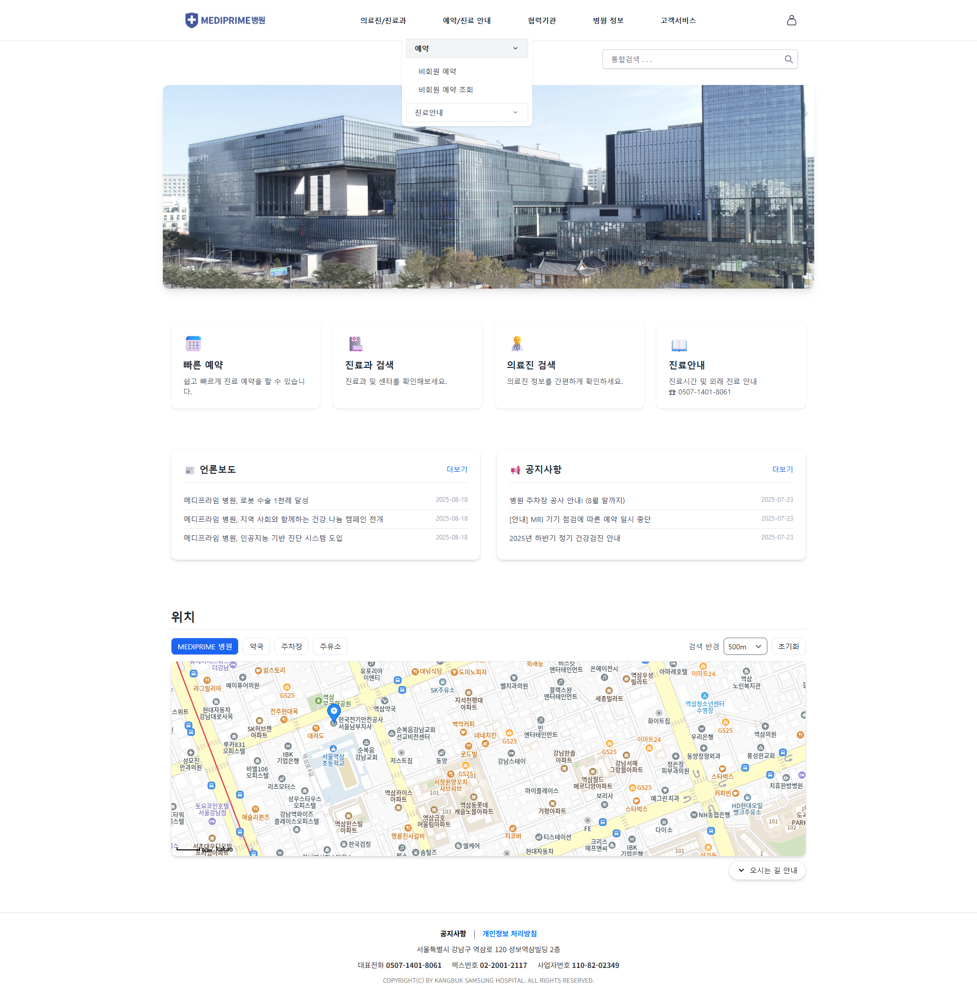 MEDIPRIME병원
의료진/진료과
예약/진료 안내
협력기관
병원 정보
고객서비스
예약
비회원 예약
비회원 예약 조회
진료안내
통합검색 . . .
빠른 예약
쉽고 빠르게 진료 예약을 할 수 있습니
다.
진료과 검색
진료과 및 센터를 확인해보세요.
의료진 검색
의료진 정보를 간편하게 확인하세요.
진료안내
진료시간 및 외래 진료 안내
☎ 0507-1401-8061
언론보도
더보기
메디프라임 병원, 로봇 수술 1천례 달성
2025-08-18
메디프라임 병원, 지역 사회와 함께하는 건강 나눔 캠페인 전개
2025-08-18
메디프라임 병원, 인공지능 기반 진단 시스템 도입
2025-08-18
공지사항
더보기
병원 주차장 공사 안내! (8월 말까지)
2025-07-23
[안내] MRI 기기 점검에 따른 예약 일시 중단
2025-07-23
2025년 하반기 정기 건강검진 안내
2025-07-23
위치
MEDIPRIME 병원
약국
주차장
주유소
검색 반경
500m
초기화
더강남
쉼스토리
라그릴리아
메이퓨어의원
GS25
유포리아
이엔티
대낚식당
도미노피자
SK주유소
쎌치과의원
엔터테인먼트
온에이전시
블랙스완
엔터테인먼트
역삼우성
빌라트
세종빌라트
아마레호텔
이마트24
역삼
노인복지관
역삼
무궁화공원
역삼약국
지석천평대
아파트
역삼청소년센터
수영장
현대자동차
강남대로사옥
전주현대옥
SK허브젠
아파트
대려도
한국전기안전공사
서울남부지사
순복음강남교회
선교비전센터
백억커피
네네치킨
GS25
빈
엔터테인먼트
화이트짐
GS25
우리은행
역삼의원
루카831
오피스텔
IBK
기업은행
역삼로4길
서울역삼
초등학교
순복음
강남교회
저스트짐
동양
로드빌
강남스테이
강남한솔
아파트
GS25
이마트24
동양정형외과
풍성한교회
성모진
안과의원
비엘106
오피스텔
GS25
101
강남서해
그랑블아파트
정은정
피부과의원
스타벅스
리츠모터스
서정원양꼬치
샤브샤브
역삼월드
메르디앙아파트
GS25
치휴한방병원
성우스타우스
오피스텔
역삼카이스
아파트
101
마이플레이스
보리사
예그린치과
커피빈
토요코인호텔
서울강남점
애슐리퀸즈
강남역와이즈
플레이스오피스텔
103
역삼동롯데
캐슬노블아파트
거평아파트
스타벅스
HD현대오일
뱅크주유소
NH농협은행
역삼한스빌
아파트
역삼금호
어울림아파트
FE
다이소
101
102
명륜진사갈비
지코바
티스테이션
한국검정
엘케어
크리스
에프앤씨
IBK
기업은행
서초대우디오빌
프라임아파트
50m
kakao
솜털즈
현대자동차
101
오시는 길 안내
공지사항 | 개인정보 처리방침
서울특별시 강남구 역삼로 120 성보역삼빌딩 2층
대표전화 0507-1401-8061 팩스번호 02-2001-2117 사업자번호 110-82-02349
COPYRIGHT(C) BY KANGBUK SAMSUNG HOSPITAL. ALL RIGHTS RESERVED.